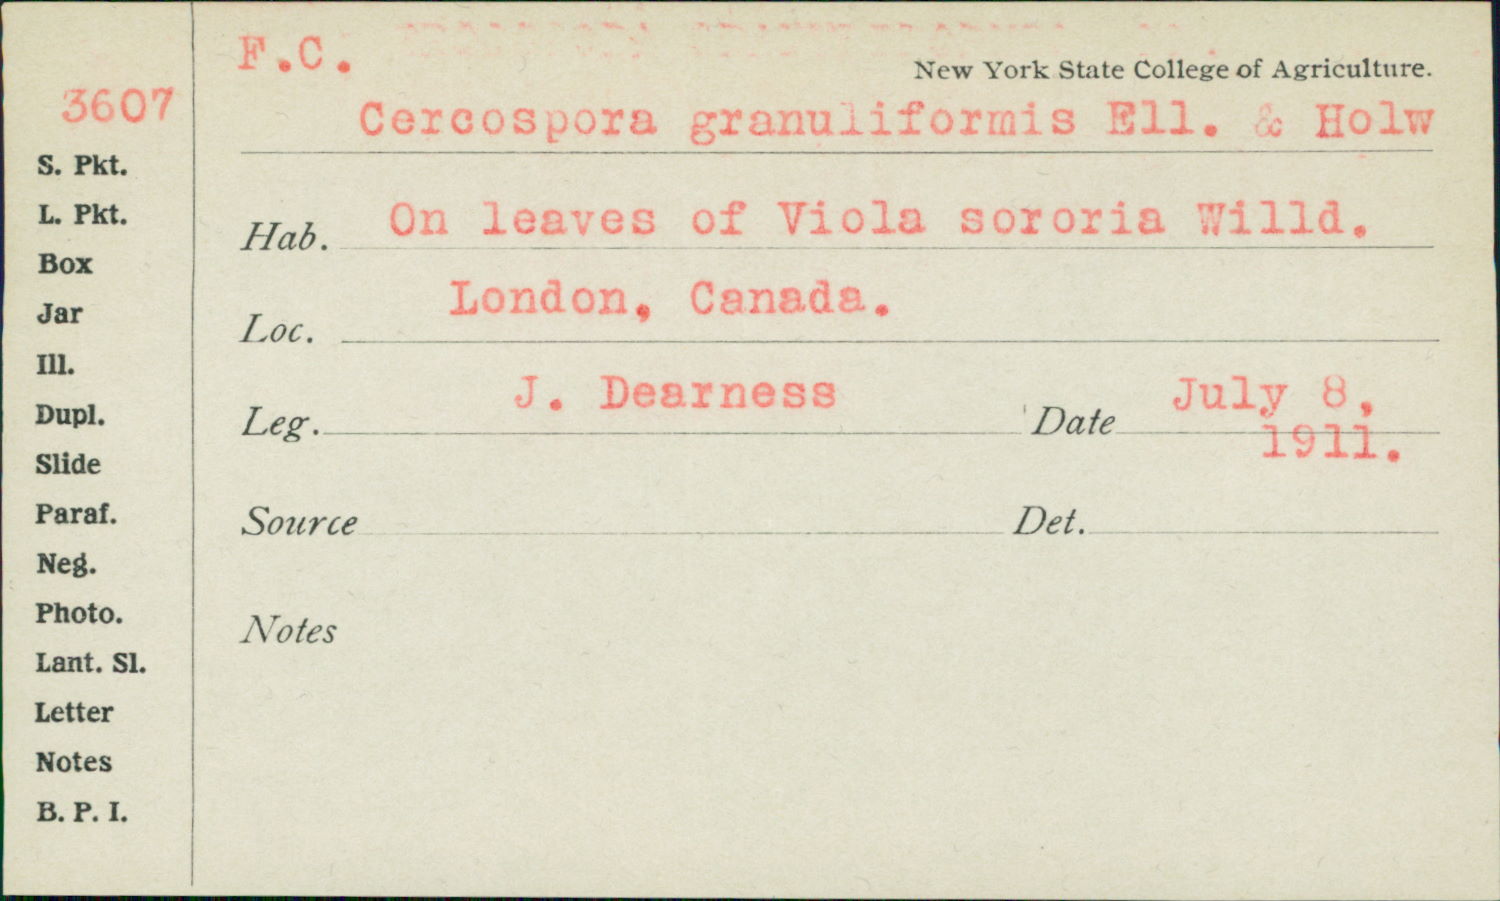 F.C.
New York State College of Agriculture.
3607
Cercospora granuliformis Ell. & Holw
S. Pkt.
L. Pkt.
Hab. On leaves of Viola sororia Willd.
Box
Jar
Loc. London, Canada.
Ill.
Dupl.
Leg. J. Dearness Date July 8,
1911.
Slide
Paraf.
Source Det.
Neg.
Photo.
Notes
Lant. Sl.
Letter
Notes
B. P. I.